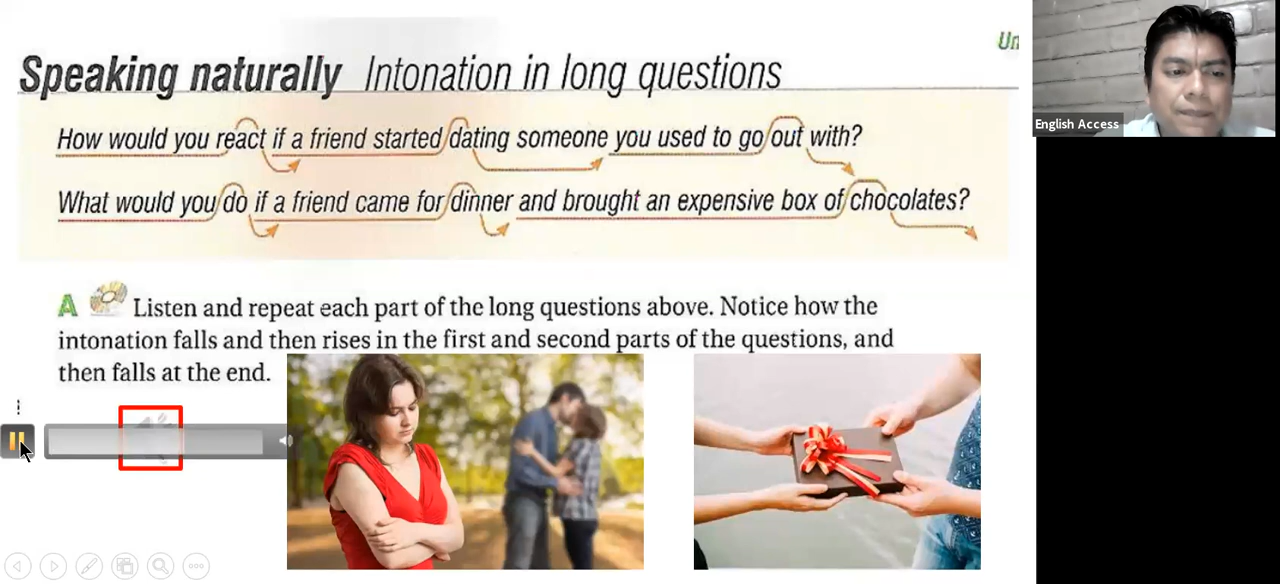 Un
Speaking naturally Intonation in long questions
How would you react if a friend started dating someone you used to go out with?
What would you do if a friend came for dinner and brought an expensive box of chocolates?
A Listen and repeat each part of the long questions above. Notice how the
intonation falls and then rises in the first and second parts of the questions, and
then falls at the end.
English Access